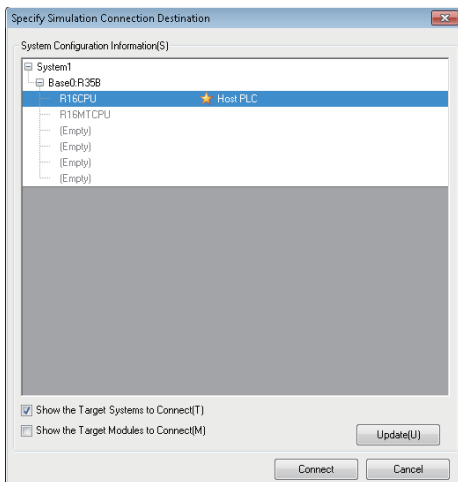 Specify Simulation Connection Destination
System Configuration Information(S)
System1
Base0:R35B
R16CPU Host PLC
R16MTCPU
(Empty)
(Empty)
(Empty)
(Empty)
Show the Target Systems to Connect(T)
Show the Target Modules to Connect(M)
Update(U)
Connect Cancel